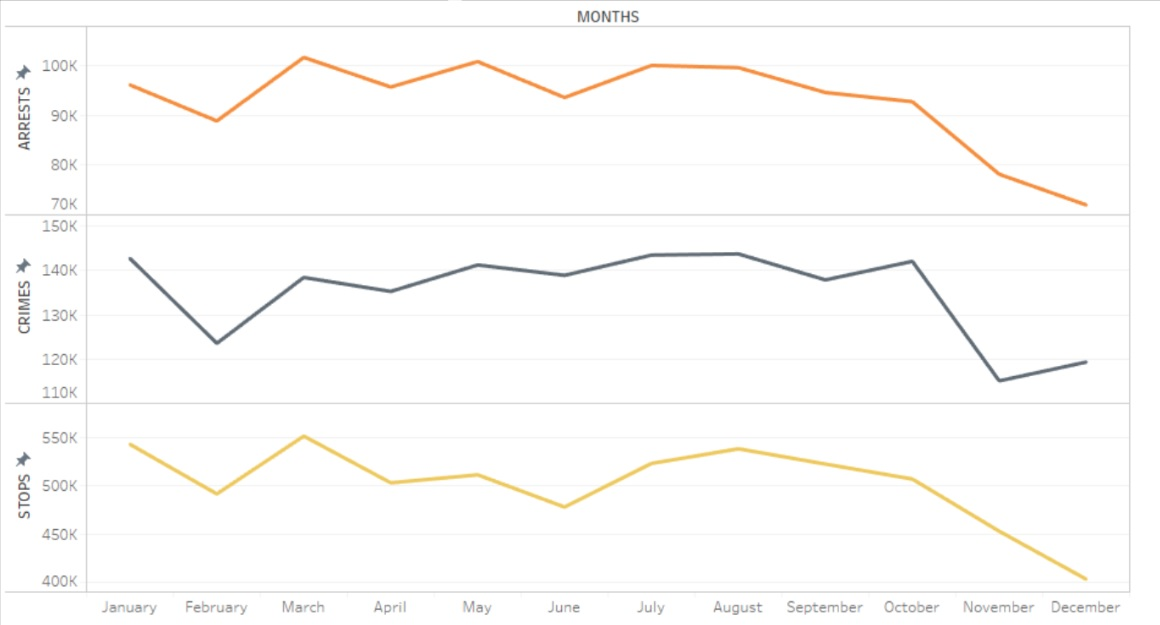 MONTHS
100K
90K
80K
70K
ARRESTS
150K
140K
130K
120K
110K
CRIMES
550K
500K
450K
400K
STOPS
January February March April May June July August September October November December